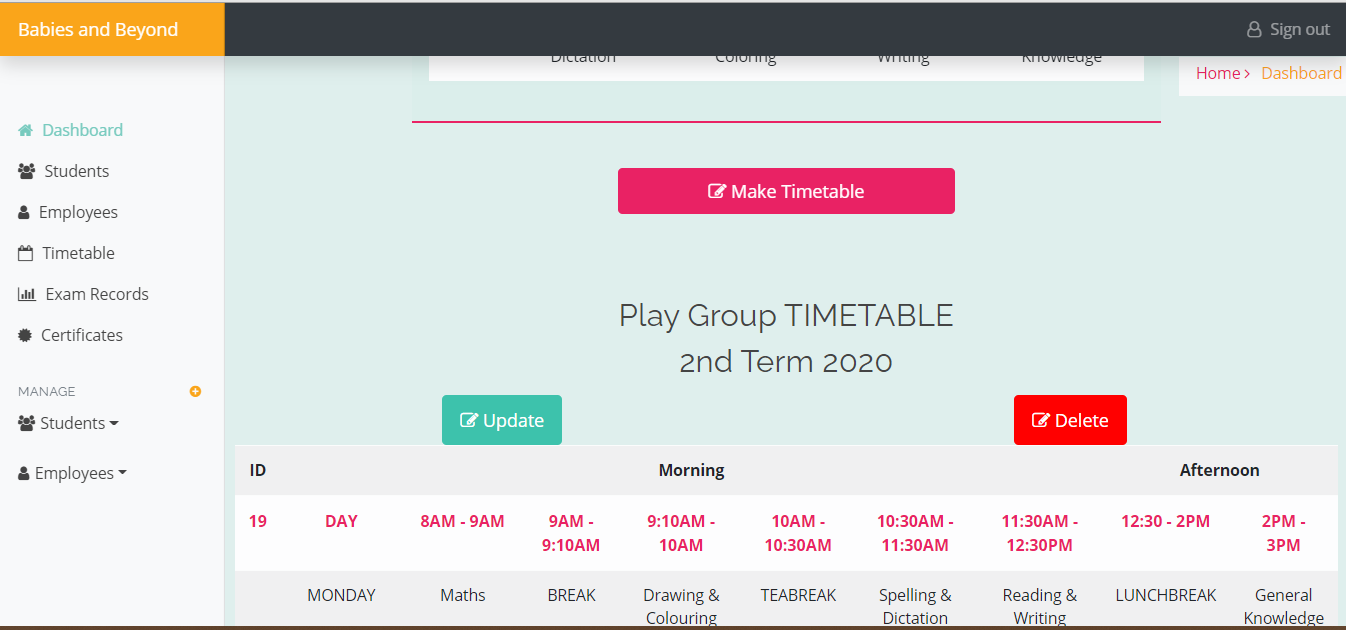 Babies and Beyond
Sign out
Dictation Coloring Writing Knowledge
Home Dashboard
Dashboard
Students
Employees
Timetable
Exam Records
Certificates
MANAGE
Students
Employees
Make Timetable
Play Group TIMETABLE
2nd Term 2020
Update Delete
ID Morning Afternoon
19 DAY 8AM - 9AM 9AM - 9:10AM - 10AM - 10:30AM - 11:30AM - 12:30 - 2PM 2PM -
9:10AM 10AM 10:30AM 11:30AM 12:30PM 3PM
MONDAY Maths BREAK Drawing & TEABREAK Spelling & Reading & LUNCHBREAK General
Colouring Dictation Writing Knowledge